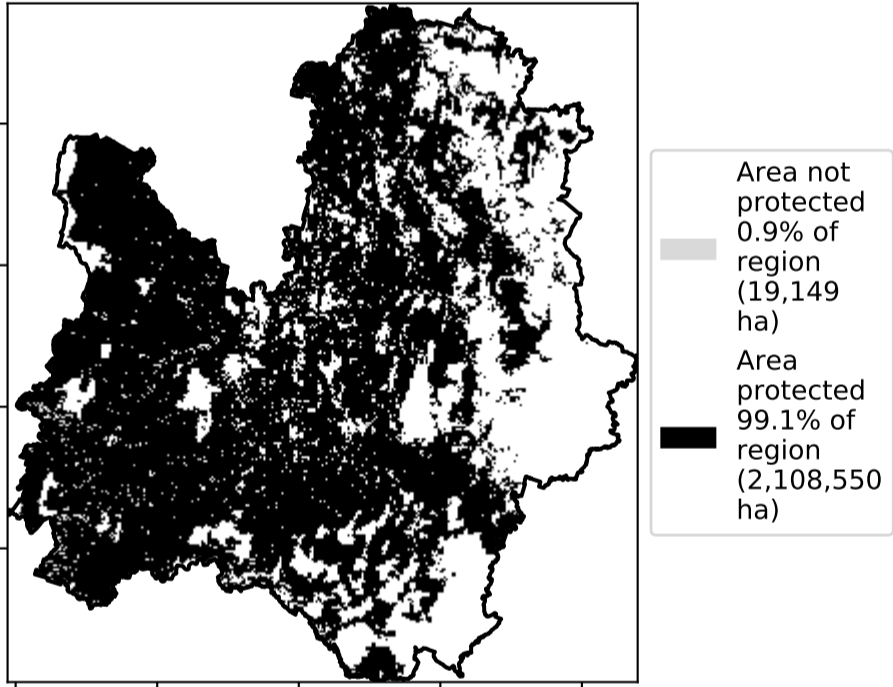 Area not
protected
0.9% of
region
(19,149
ha)
Area
protected
99.1% of
region
(2,108,550
ha)